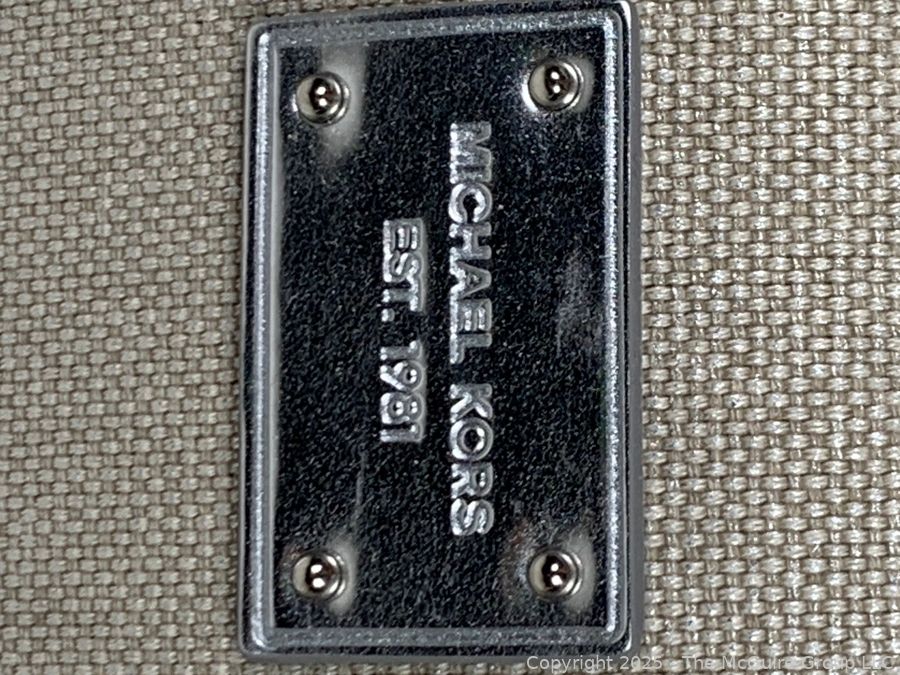 MICHAEL KORS
EST. 1981
Copyright 2025 - The McGuire Group LLC